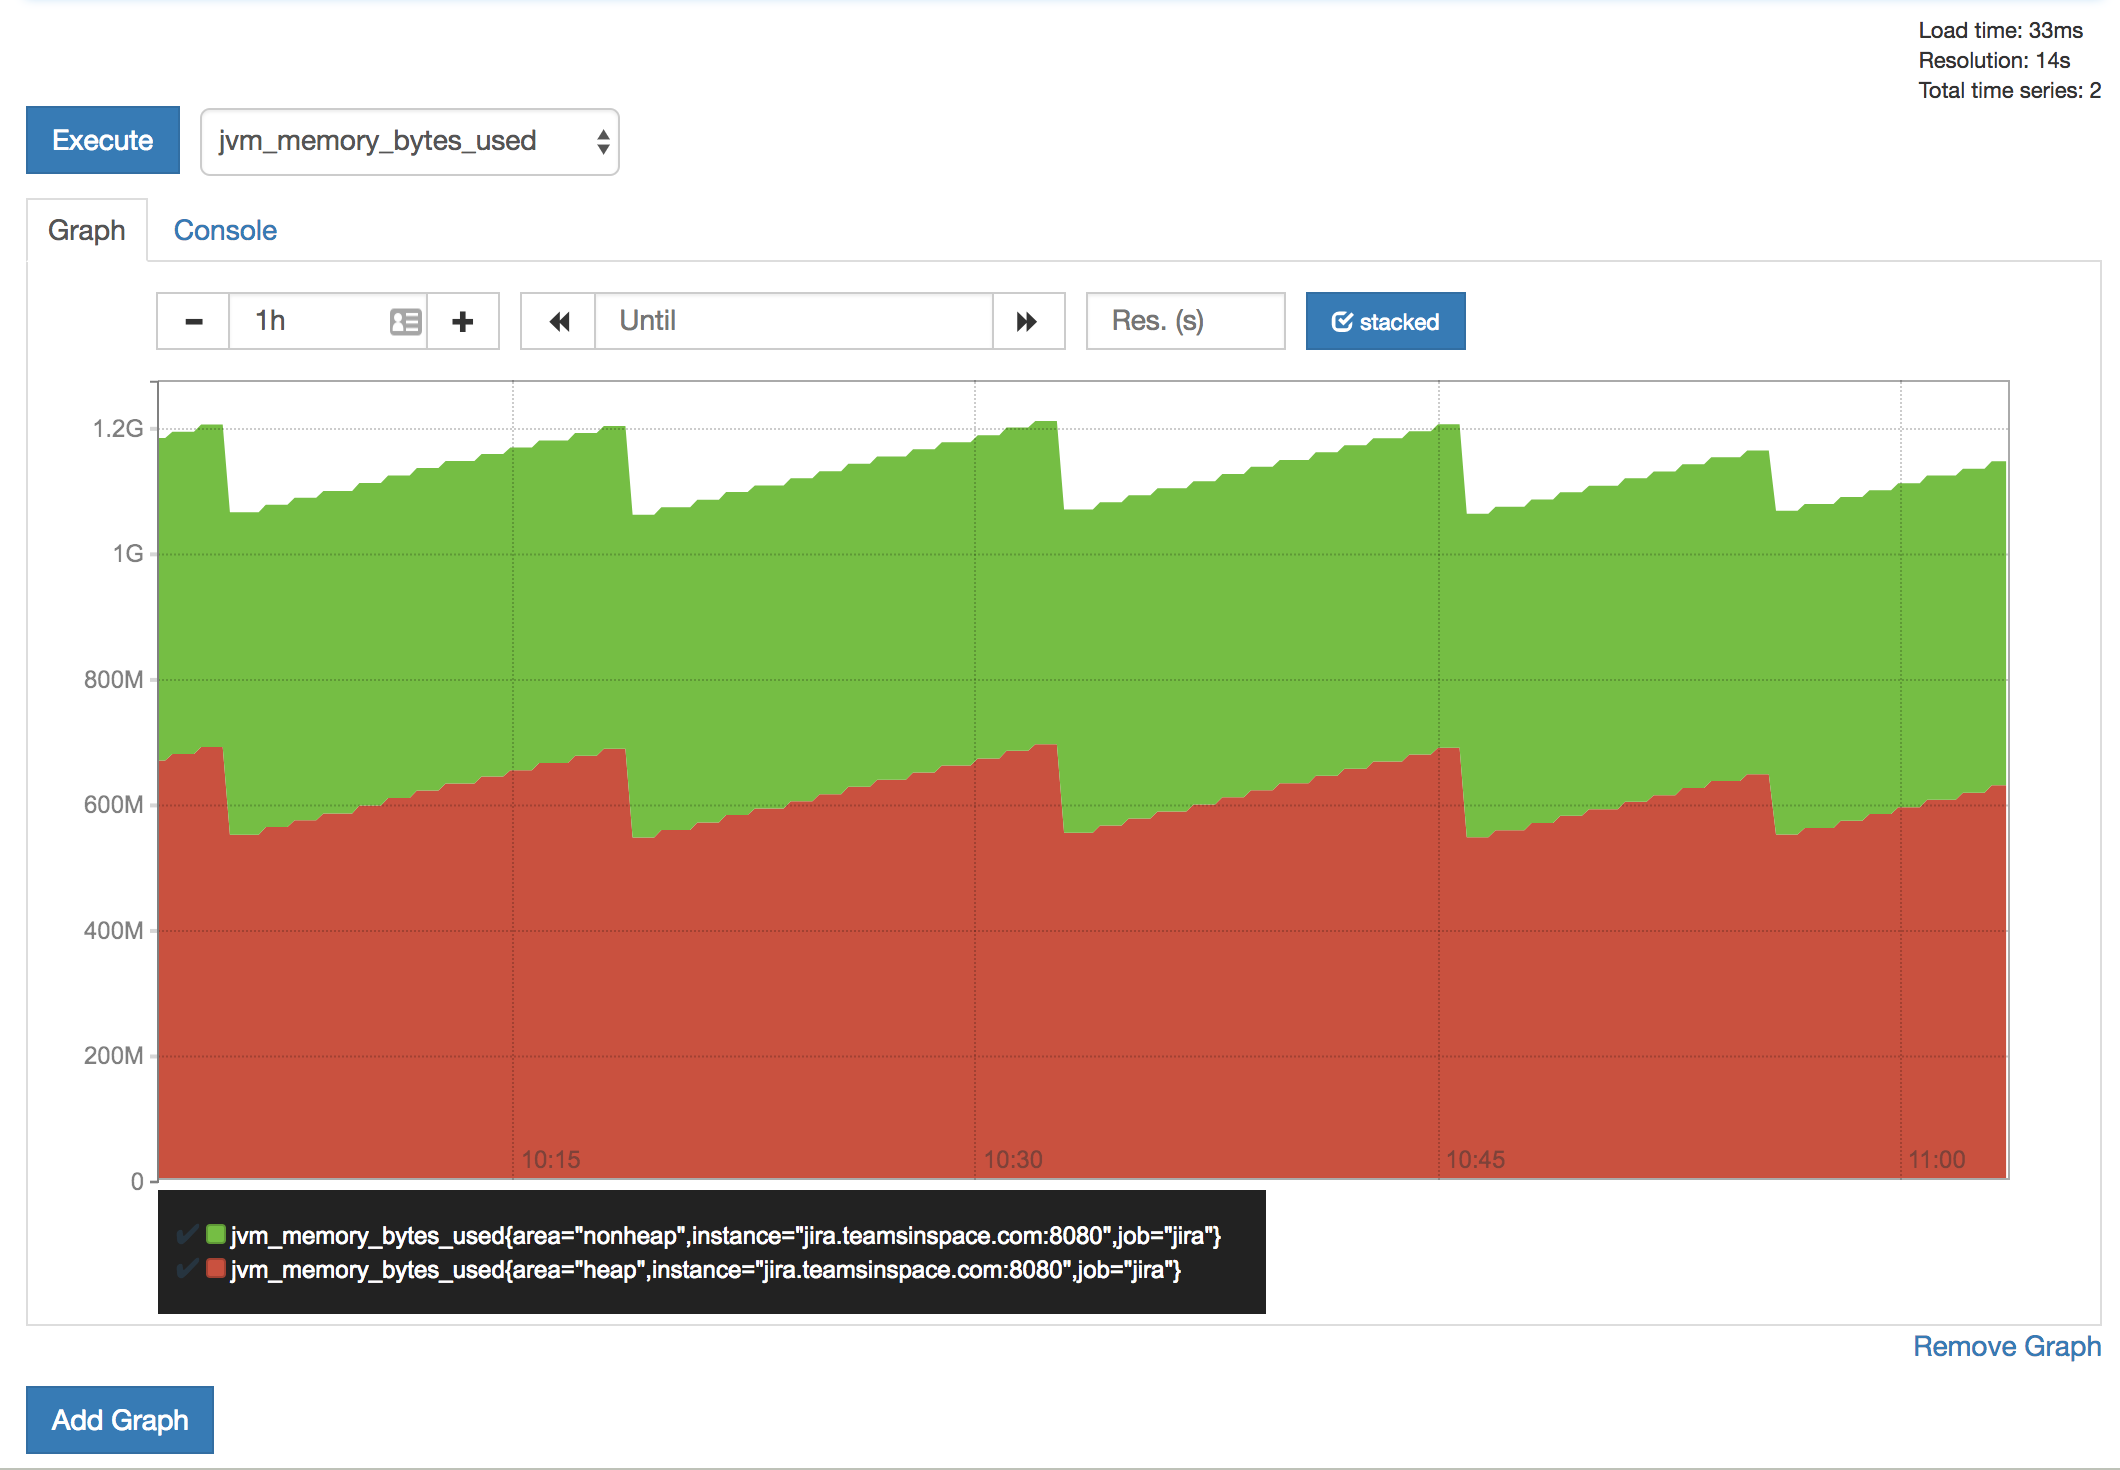 Load time: 33ms
Resolution: 14s
Total time series: 2
Execute
jvm_memory_bytes_used
Graph
Console
1h
Until
Res. (s)
stacked
1.2G
1G
800M
600M
400M
200M
0
10:15
10:30
10:45
11:00
jvm_memory_bytes_used{area="nonheap",instance="jira.teamsinspace.com:8080",job="jira"}
jvm_memory_bytes_used{area="heap",instance="jira.teamsinspace.com:8080",job="jira"}
Remove Graph
Add Graph